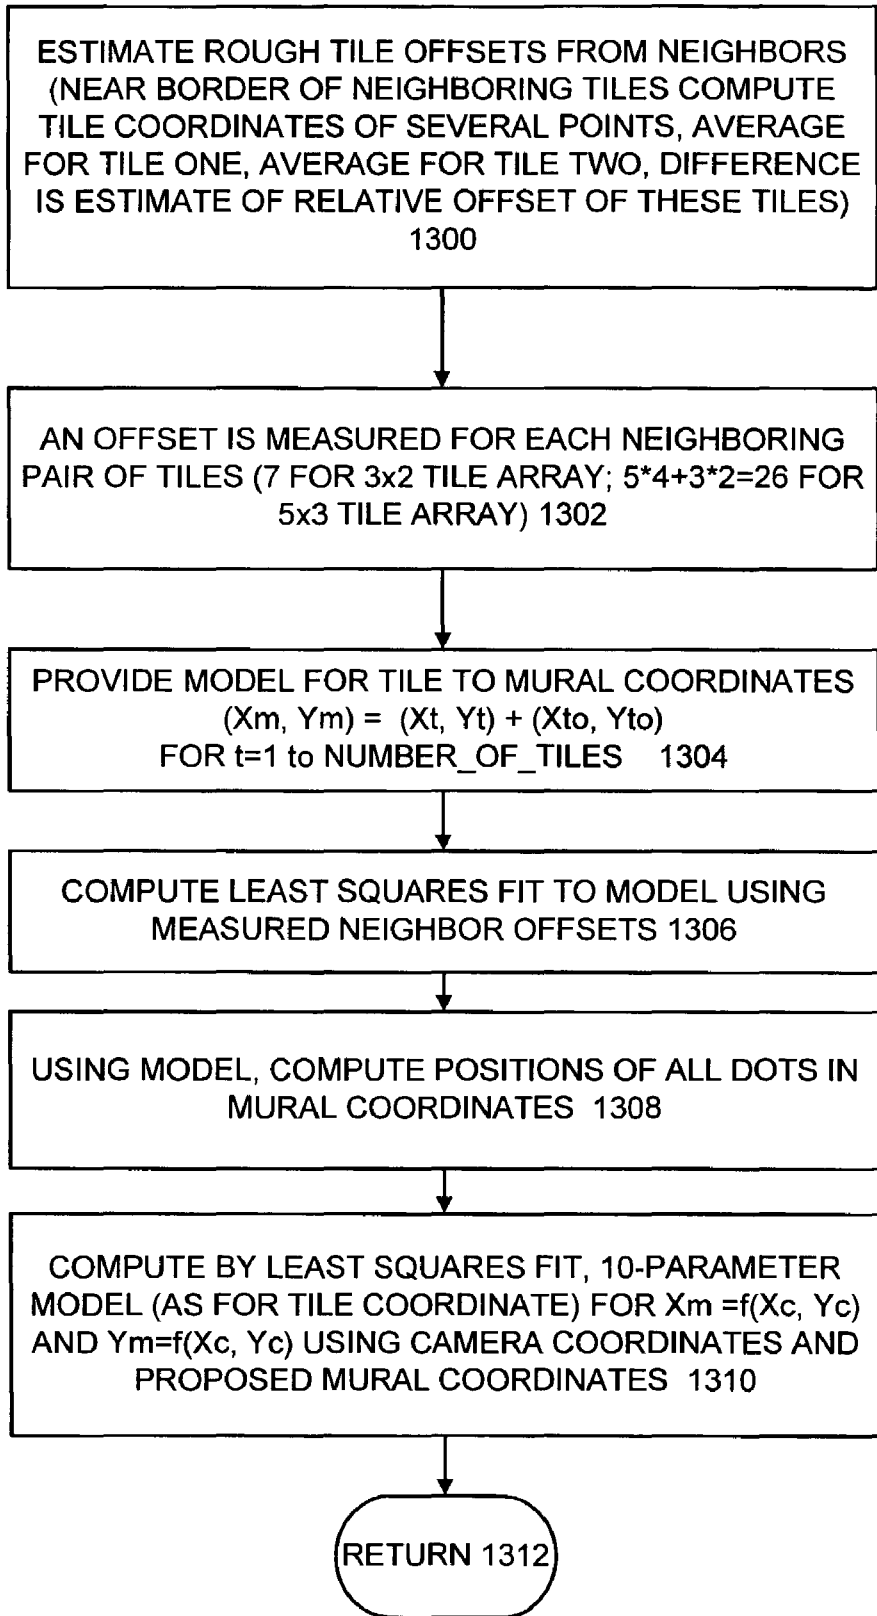 ESTIMATE ROUGH TILE OFFSETS FROM NEIGHBORS
(NEAR BORDER OF NEIGHBORING TILES COMPUTE
TILE COORDINATES OF SEVERAL POINTS, AVERAGE
FOR TILE ONE, AVERAGE FOR TILE TWO, DIFFERENCE
IS ESTIMATE OF RELATIVE OFFSET OF THESE TILES)
1300
AN OFFSET IS MEASURED FOR EACH NEIGHBORING
PAIR OF TILES (7 FOR 3x2 TILE ARRAY; 5*4+3*2=26 FOR
5x3 TILE ARRAY) 1302
PROVIDE MODEL FOR TILE TO MURAL COORDINATES
(Xm, Ym) = (Xt, Yt) + (Xto, Yto)
FOR t=1 to NUMBER_OF_TILES 1304
COMPUTE LEAST SQUARES FIT TO MODEL USING
MEASURED NEIGHBOR OFFSETS 1306
USING MODEL, COMPUTE POSITIONS OF ALL DOTS IN
MURAL COORDINATES 1308
COMPUTE BY LEAST SQUARES FIT, 10-PARAMETER
MODEL (AS FOR TILE COORDINATE) FOR Xm =f(Xc, Yc)
AND Ym=f(Xc, Yc) USING CAMERA COORDINATES AND
PROPOSED MURAL COORDINATES 1310
RETURN 1312